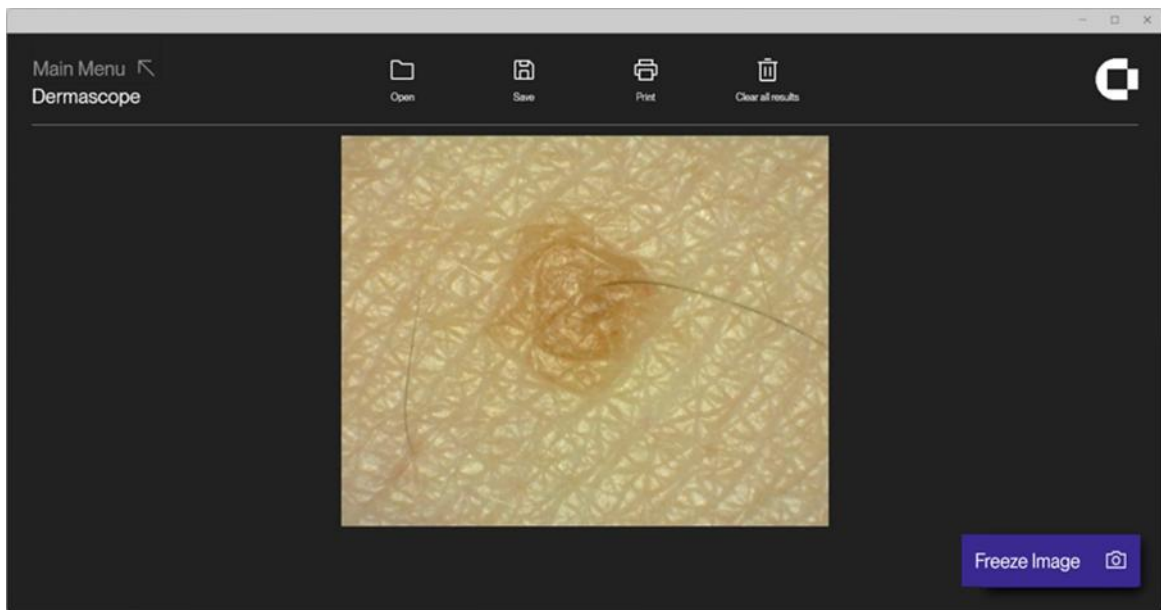 Main Menu
Dermascope
Open
Save
Print
Clear all results
Freeze Image